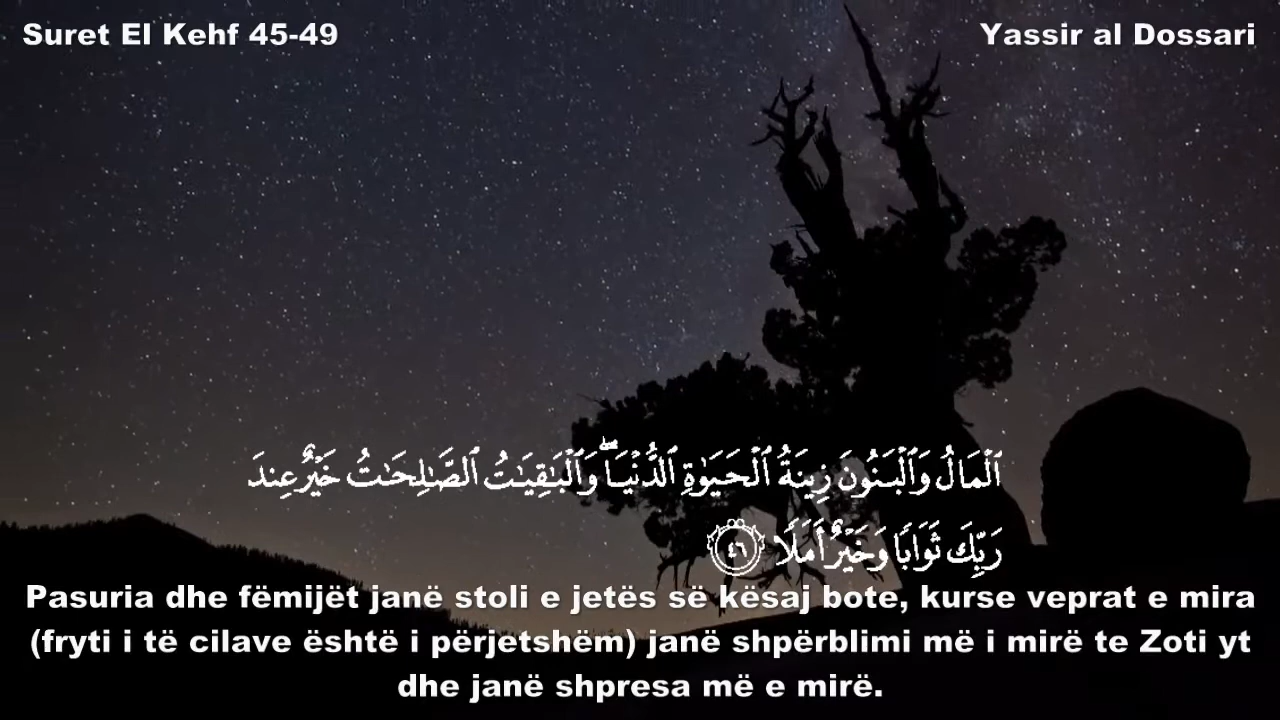 Suret El Kehf 45-49
Yassir al Dossari
ٱلْمَالُ وَٱلْبَنُونَ زِينَةُ ٱلْحَيَوٰةِ ٱلدُّنْيَا ۖ وَٱلْبَـٰقِيَـٰتُ ٱلصَّـٰلِحَـٰتُ خَيْرٌ عِندَ
رَبِّكَ ثَوَابًا وَخَيْرٌ أَمَلًا ٤٦
Pasuria dhe fëmijët janë stoli e jetës së kësaj bote, kurse veprat e mira
(fryti i të cilave është i përjetshëm) janë shpërblimi më i mirë te Zoti yt
dhe janë shpresa më e mirë.